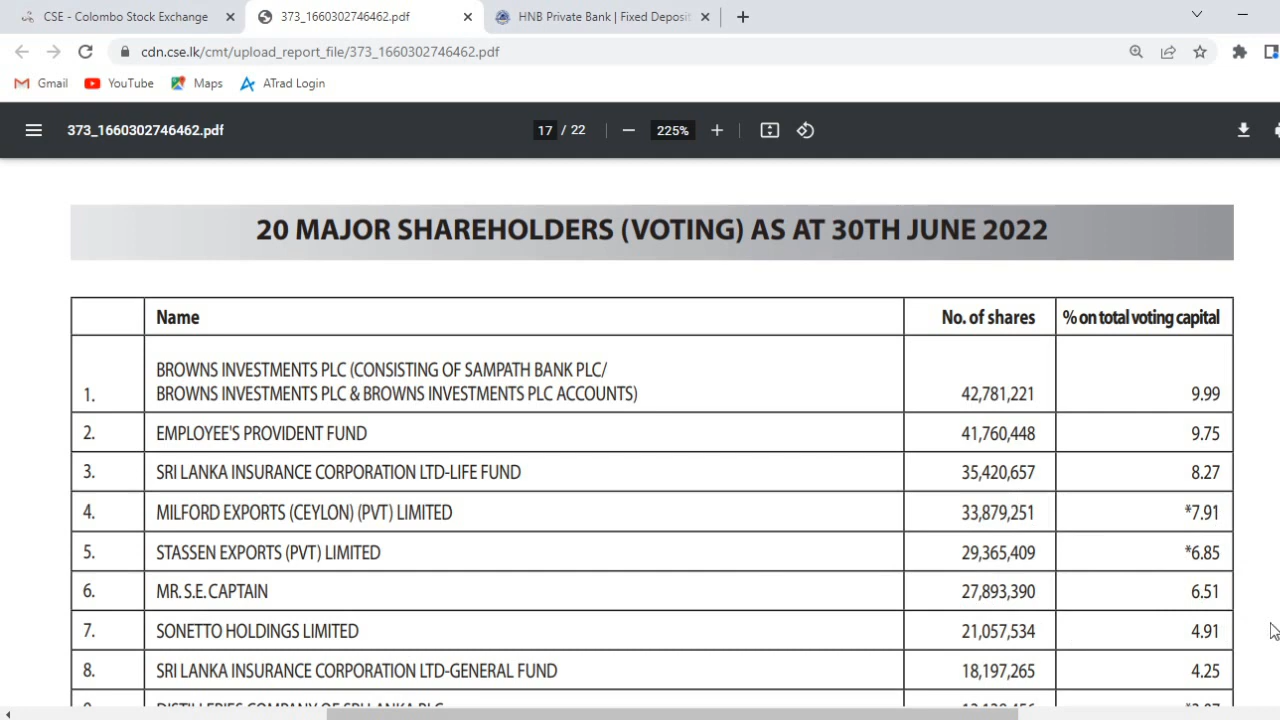 CSE - Colombo Stock Exchange
373_1660302746462.pdf
HNB Private Bank | Fixed Deposit
cdn.cse.lk/cmt/upload_report_file/373_1660302746462.pdf
Gmail
YouTube
Maps
ATrad Login
373_1660302746462.pdf
17 / 22
225%
20 MAJOR SHAREHOLDERS (VOTING) AS AT 30TH JUNE 2022
Name No. of shares % on total voting capital
BROWNS INVESTMENTS PLC (CONSISTING OF SAMPATH BANK PLC/
1. BROWNS INVESTMENTS PLC & BROWNS INVESTMENTS PLC ACCOUNTS) 42,781,221 9.99
2. EMPLOYEE'S PROVIDENT FUND 41,760,448 9.75
3. SRI LANKA INSURANCE CORPORATION LTD-LIFE FUND 35,420,657 8.27
4. MILFORD EXPORTS (CEYLON) (PVT) LIMITED 33,879,251 *7.91
5. STASSEN EXPORTS (PVT) LIMITED 29,365,409 *6.85
6. MR. S.E. CAPTAIN 27,893,390 6.51
7. SONETTO HOLDINGS LIMITED 21,057,534 4.91
8. SRI LANKA INSURANCE CORPORATION LTD-GENERAL FUND 18,197,265 4.25
DISTILLERIES COMPANY OF SRI LANKA PLC